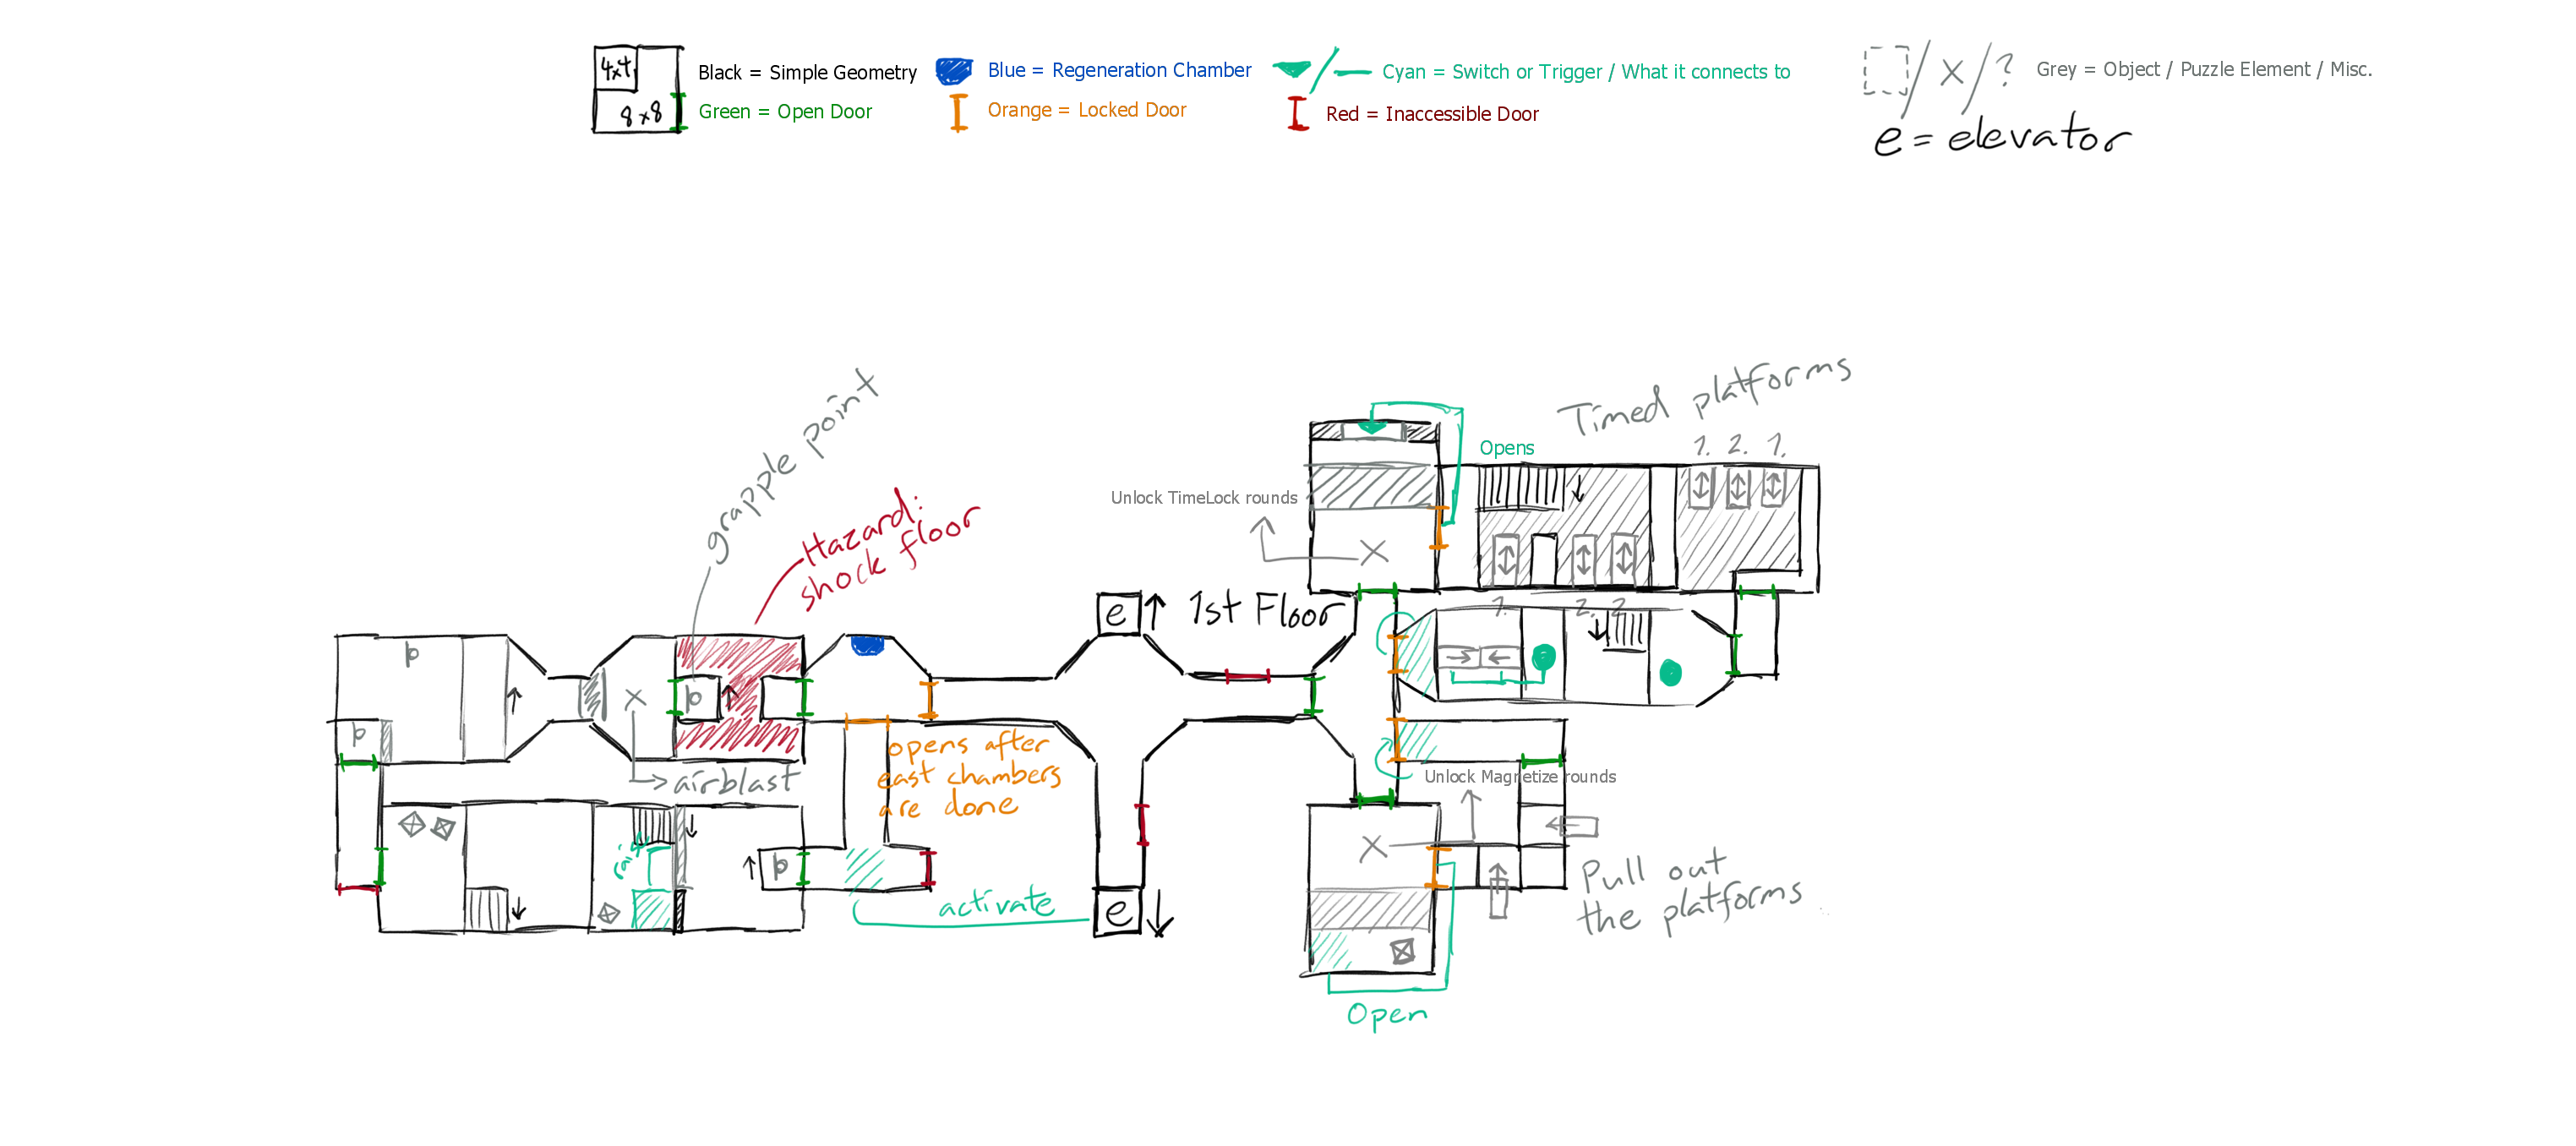 4x4
8x8
Black = Simple Geometry
Green = Open Door
Blue = Regeneration Chamber
Orange = Locked Door
Cyan = Switch or Trigger / What it connects to
Red = Inaccessible Door
/ X / ?
Grey = Object / Puzzle Element / Misc.
e = elevator
grapple point
Hazard:
shock floor
Timed platforms
Opens
1. 2. 1.
Unlock TimeLock rounds
X
e
1st Floor
1. 2. 2.
p
p
X
p
airblast
opens after
east chambers
are done
Unlock Magnetize rounds
X
p
Pull out
the platforms
activate
e
Open